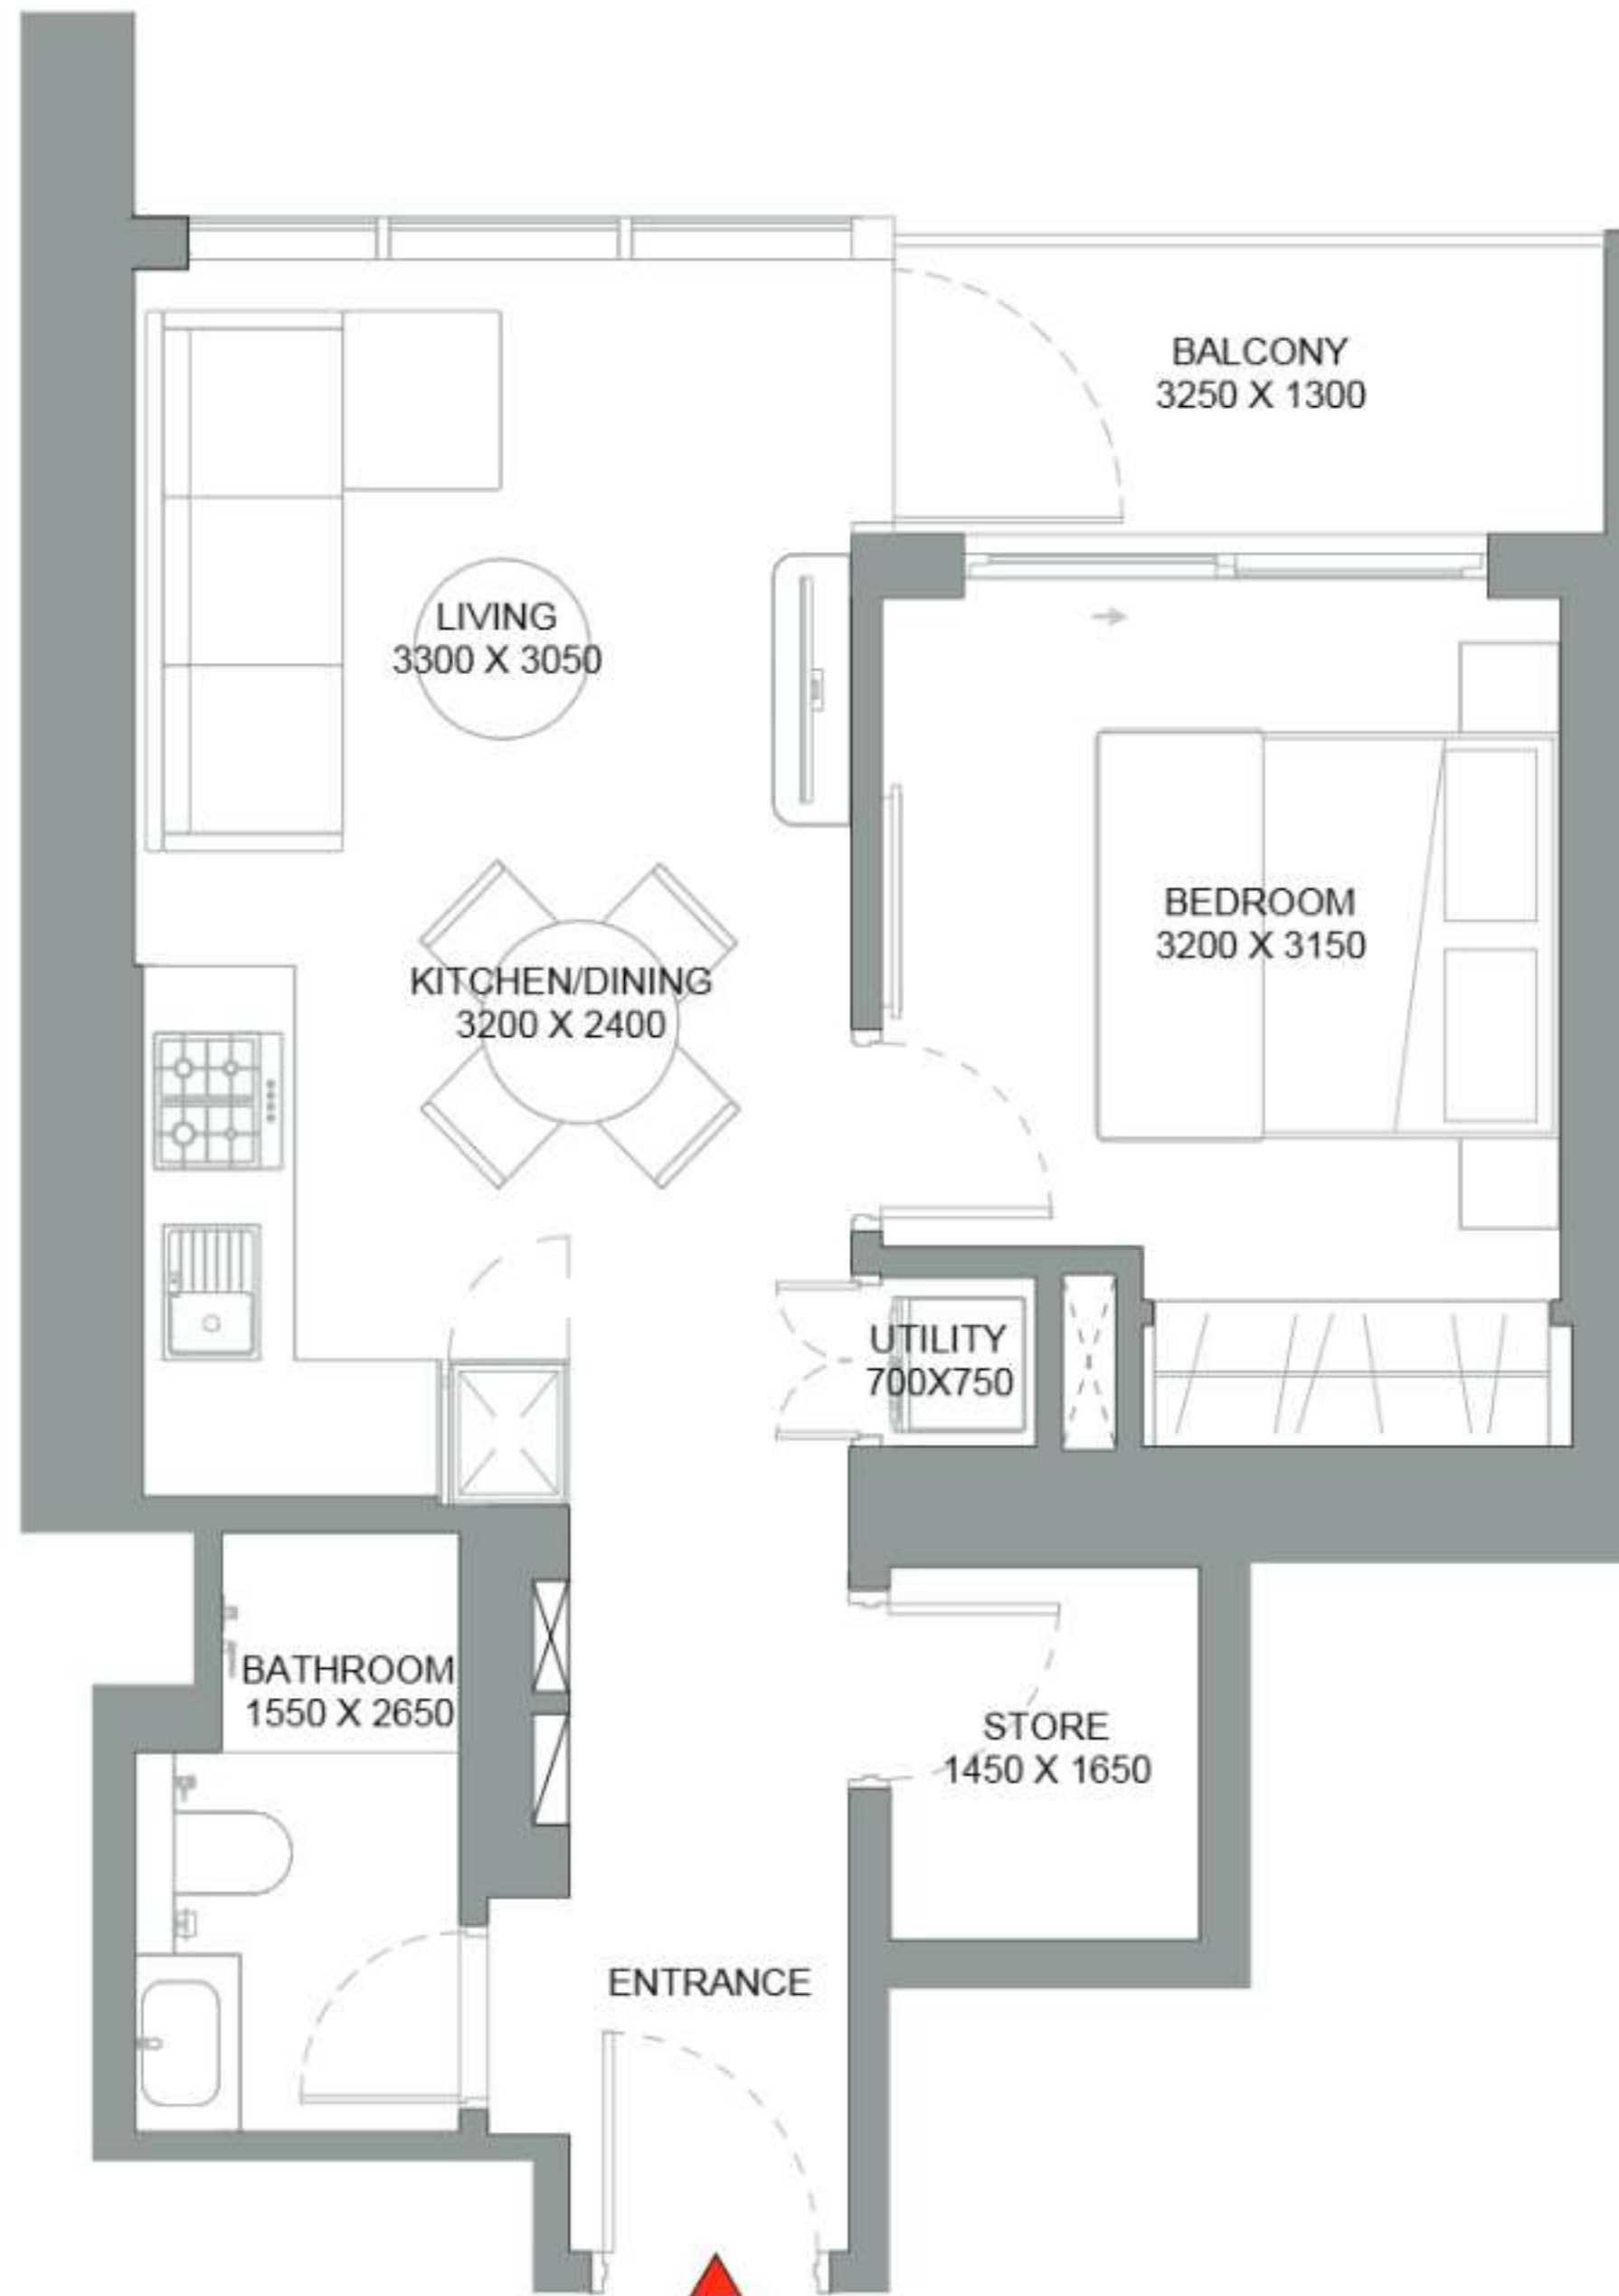 BALCONY
3250 X 1300
LIVING
3300 X 3050
BEDROOM
3200 X 3150
KITCHEN/DINING
3200 X 2400
UTILITY
700X750
BATHROOM
1550 X 2650
STORE
1450 X 1650
ENTRANCE